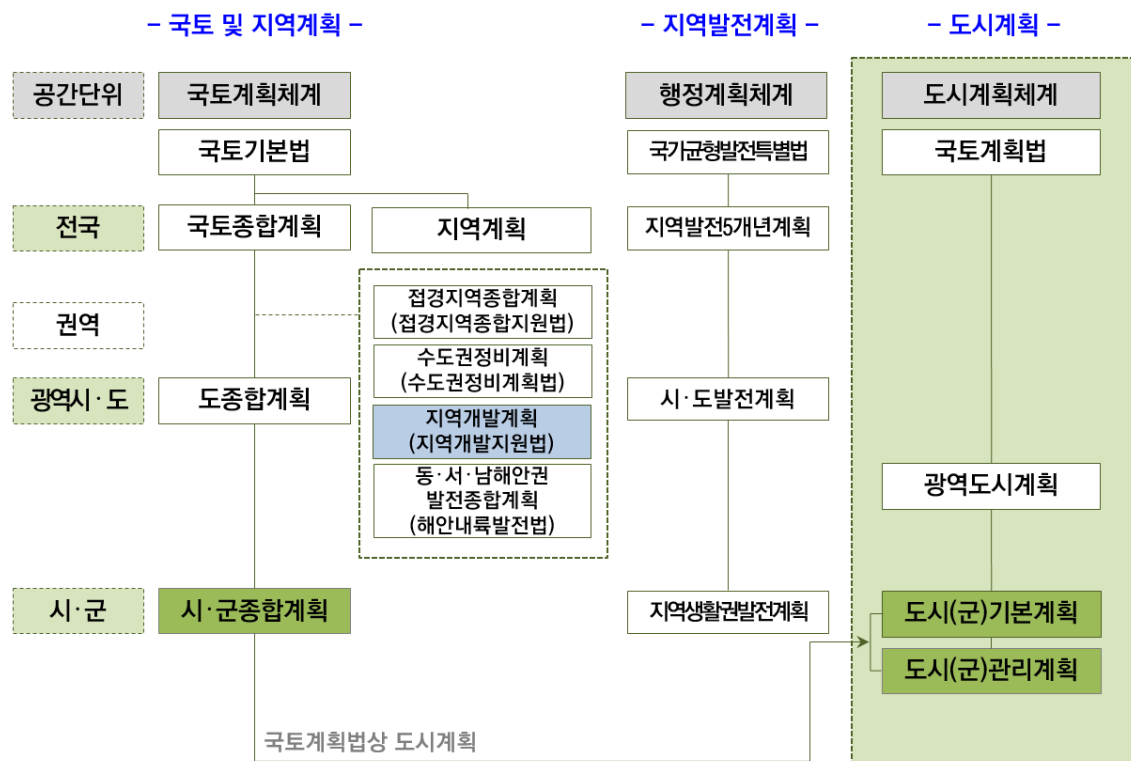 - 국토 및 지역계획 -
- 지역발전계획 -
- 도시계획 -
공간단위
국토계획체계
행정계획체계
도시계획체계
국토기본법
국가균형발전특별법
국토계획법
전국
국토종합계획
지역계획
지역발전5개년계획
접경지역종합계획
(접경지역종합지원법)
권역
수도권정비계획
(수도권정비계획법)
광역시·도
도종합계획
시·도발전계획
지역개발계획
(지역개발지원법)
동·서·남해안권
발전종합계획
(해안내륙발전법)
광역도시계획
시·군
시·군종합계획
지역생활권발전계획
도시(군)기본계획
도시(군)관리계획
국토계획법상 도시계획